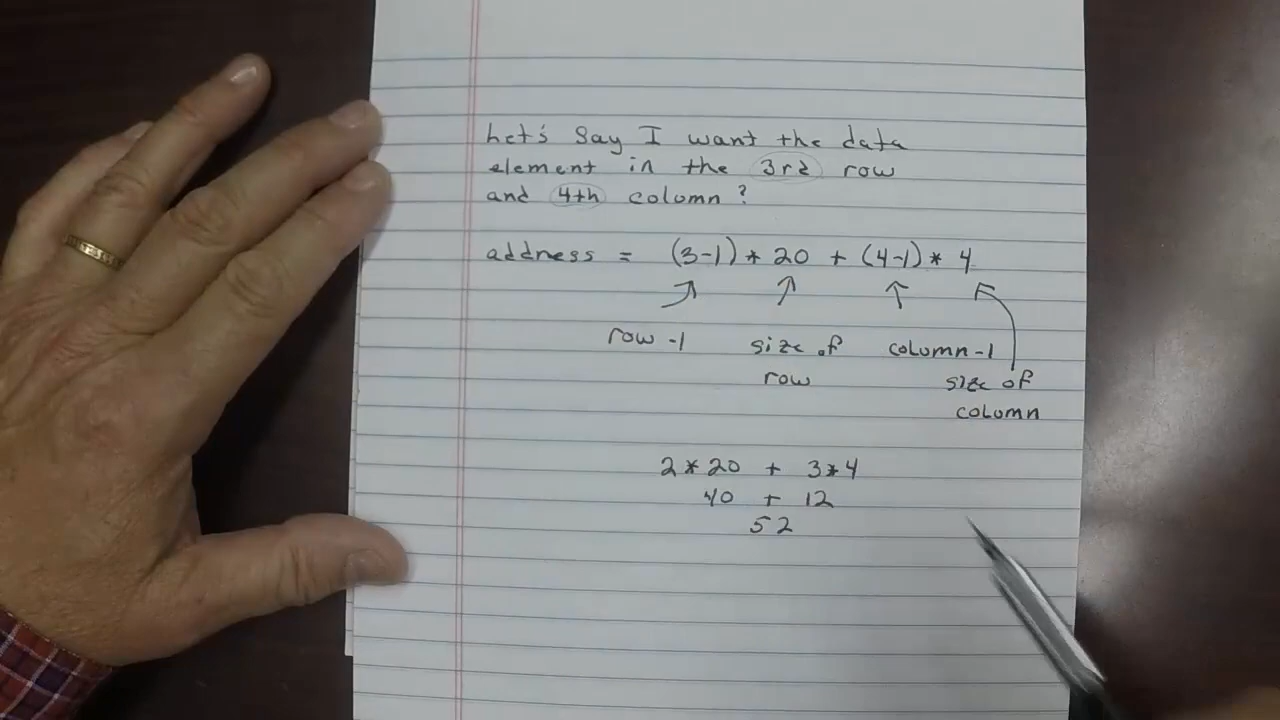 Let's Say I want the data
element in the 3rd row
and 4th column?
address = (3-1) * 20 + (4-1) * 4
row -1 size of column -1
row size of
column
2*20 + 3*4
40 + 12
52